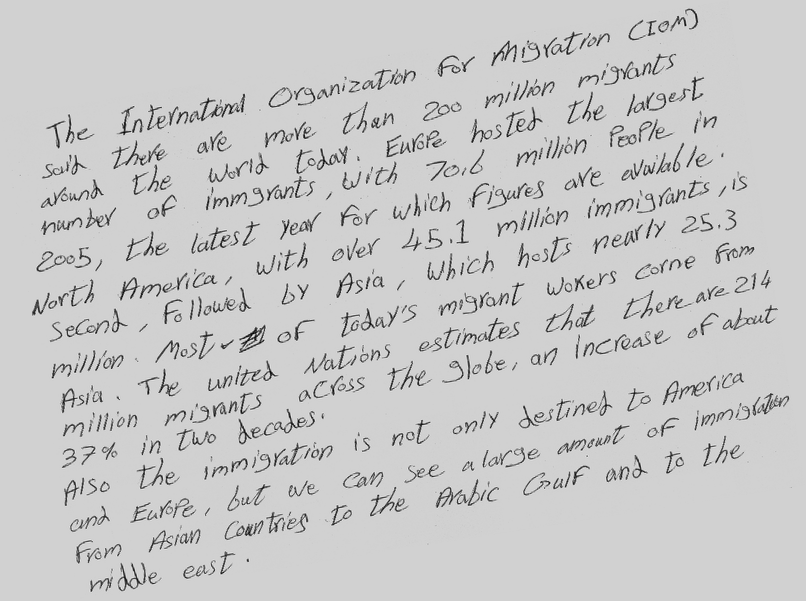 The International Organization For Migration (IOM)
said there are more than 200 million migrants
around the world today. Europe hosted the largest
number of immigrants, with 70.6 million People in
2005, the latest year for which figures are available.
North America, with over 45.1 million immigrants, is
second, Followed by Asia, which hosts nearly 25.3
million. Most of today's migrant wokers come from
Asia. The united Nations estimates that there are 214
million migrants across the globe, an increase of about
37% in two decades.
Also the immigration is not only destined to America
and Europe, but we can see a large amount of immigration
From Asian Countries to the Arabic Gulf and to the
middle east.